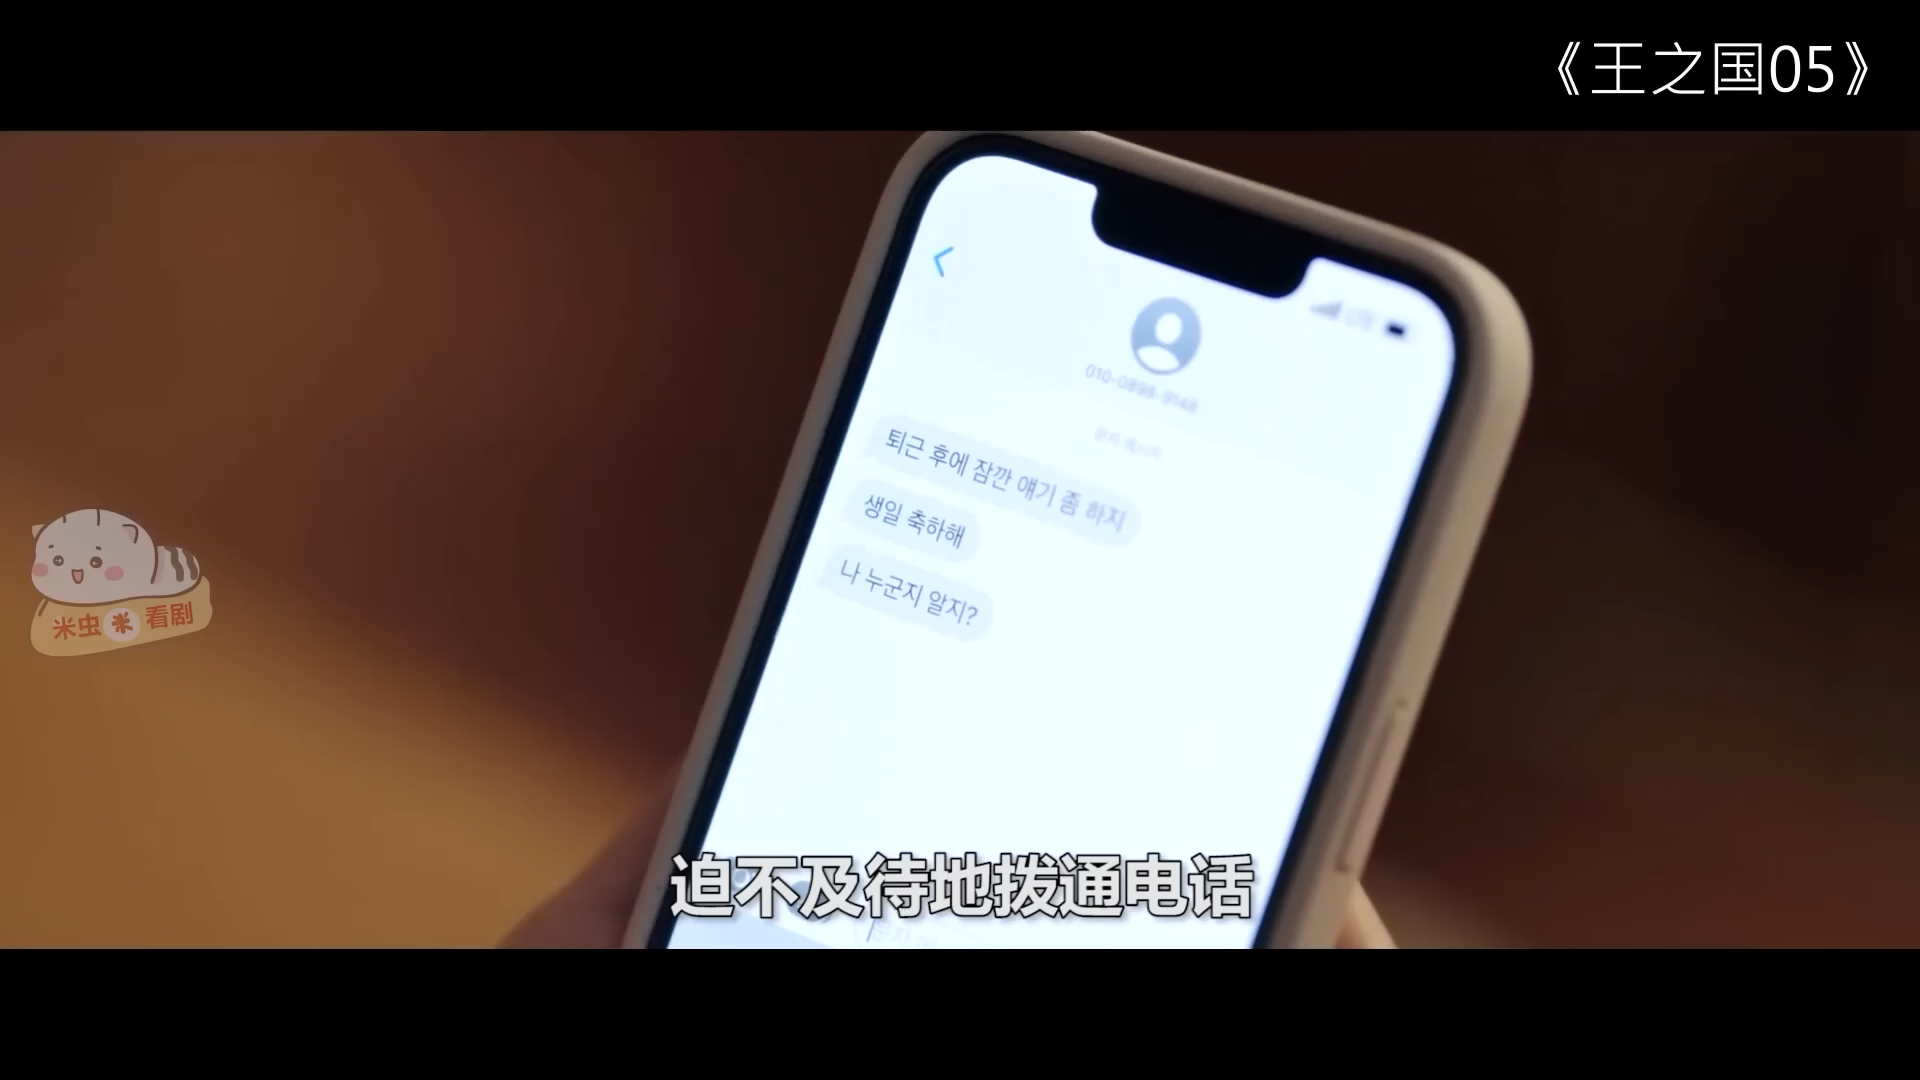 《王之国05》
010-0899-9148
퇴근 후에 잠깐 얘기 좀 하지
생일 축하해
나 누군지 알지?
米虫米看剧
迫不及待地拨通电话